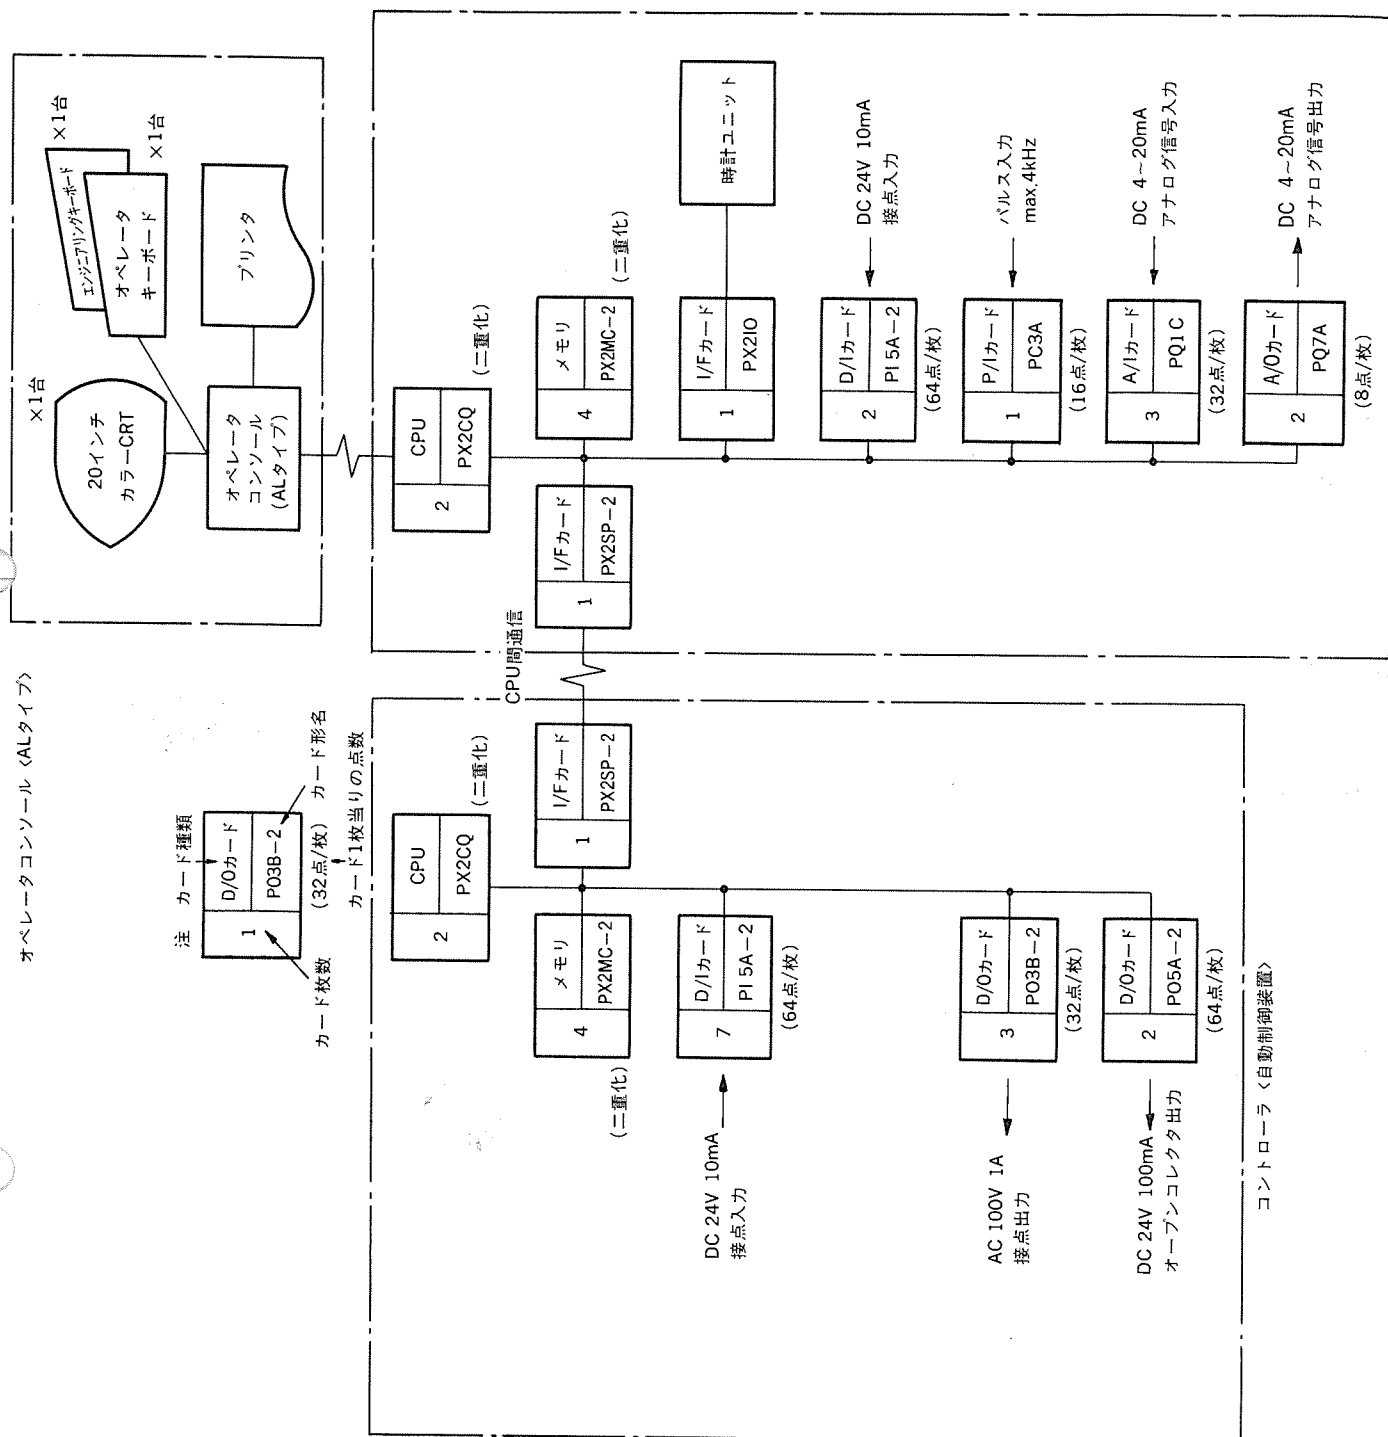 オペレータコンソール〈ALタイプ〉
×1台
20インチ
カラーCRT
エンジニアリングキーボード
×1台
オペレータ
キーボード
×1台
プリンタ
オペレータ
コンソール
(ALタイプ)
注 カード種類
1
D/Oカード
PO3B-2
(32点/枚)
カード形名
カード1枚当りの点数
カード枚数
2
CPU
PX2CQ
(二重化)
4
メモリ
PX2MC-2
(二重化)
1
I/Fカード
PX2SP-2
CPU間通信
7
D/Iカード
PI5A-2
(64点/枚)
DC 24V 10mA
接点入力
3
D/Oカード
PO3B-2
(32点/枚)
AC 100V 1A
接点出力
2
D/Oカード
PO5A-2
(64点/枚)
DC 24V 100mA
オープンコレクタ出力
コントローラ〈自動制御装置〉
2
CPU
PX2CQ
(二重化)
1
I/Fカード
PX2SP-2
4
メモリ
PX2MC-2
(二重化)
1
I/Fカード
PX2IO
時計ユニット
2
D/Iカード
PI5A-2
(64点/枚)
DC 24V 10mA
接点入力
1
P/Iカード
PC3A
(16点/枚)
パルス入力
max,4kHz
3
A/Iカード
PQ1C
(32点/枚)
DC 4~20mA
アナログ信号入力
2
A/Oカード
PQ7A
(8点/枚)
DC 4~20mA
アナログ信号出力